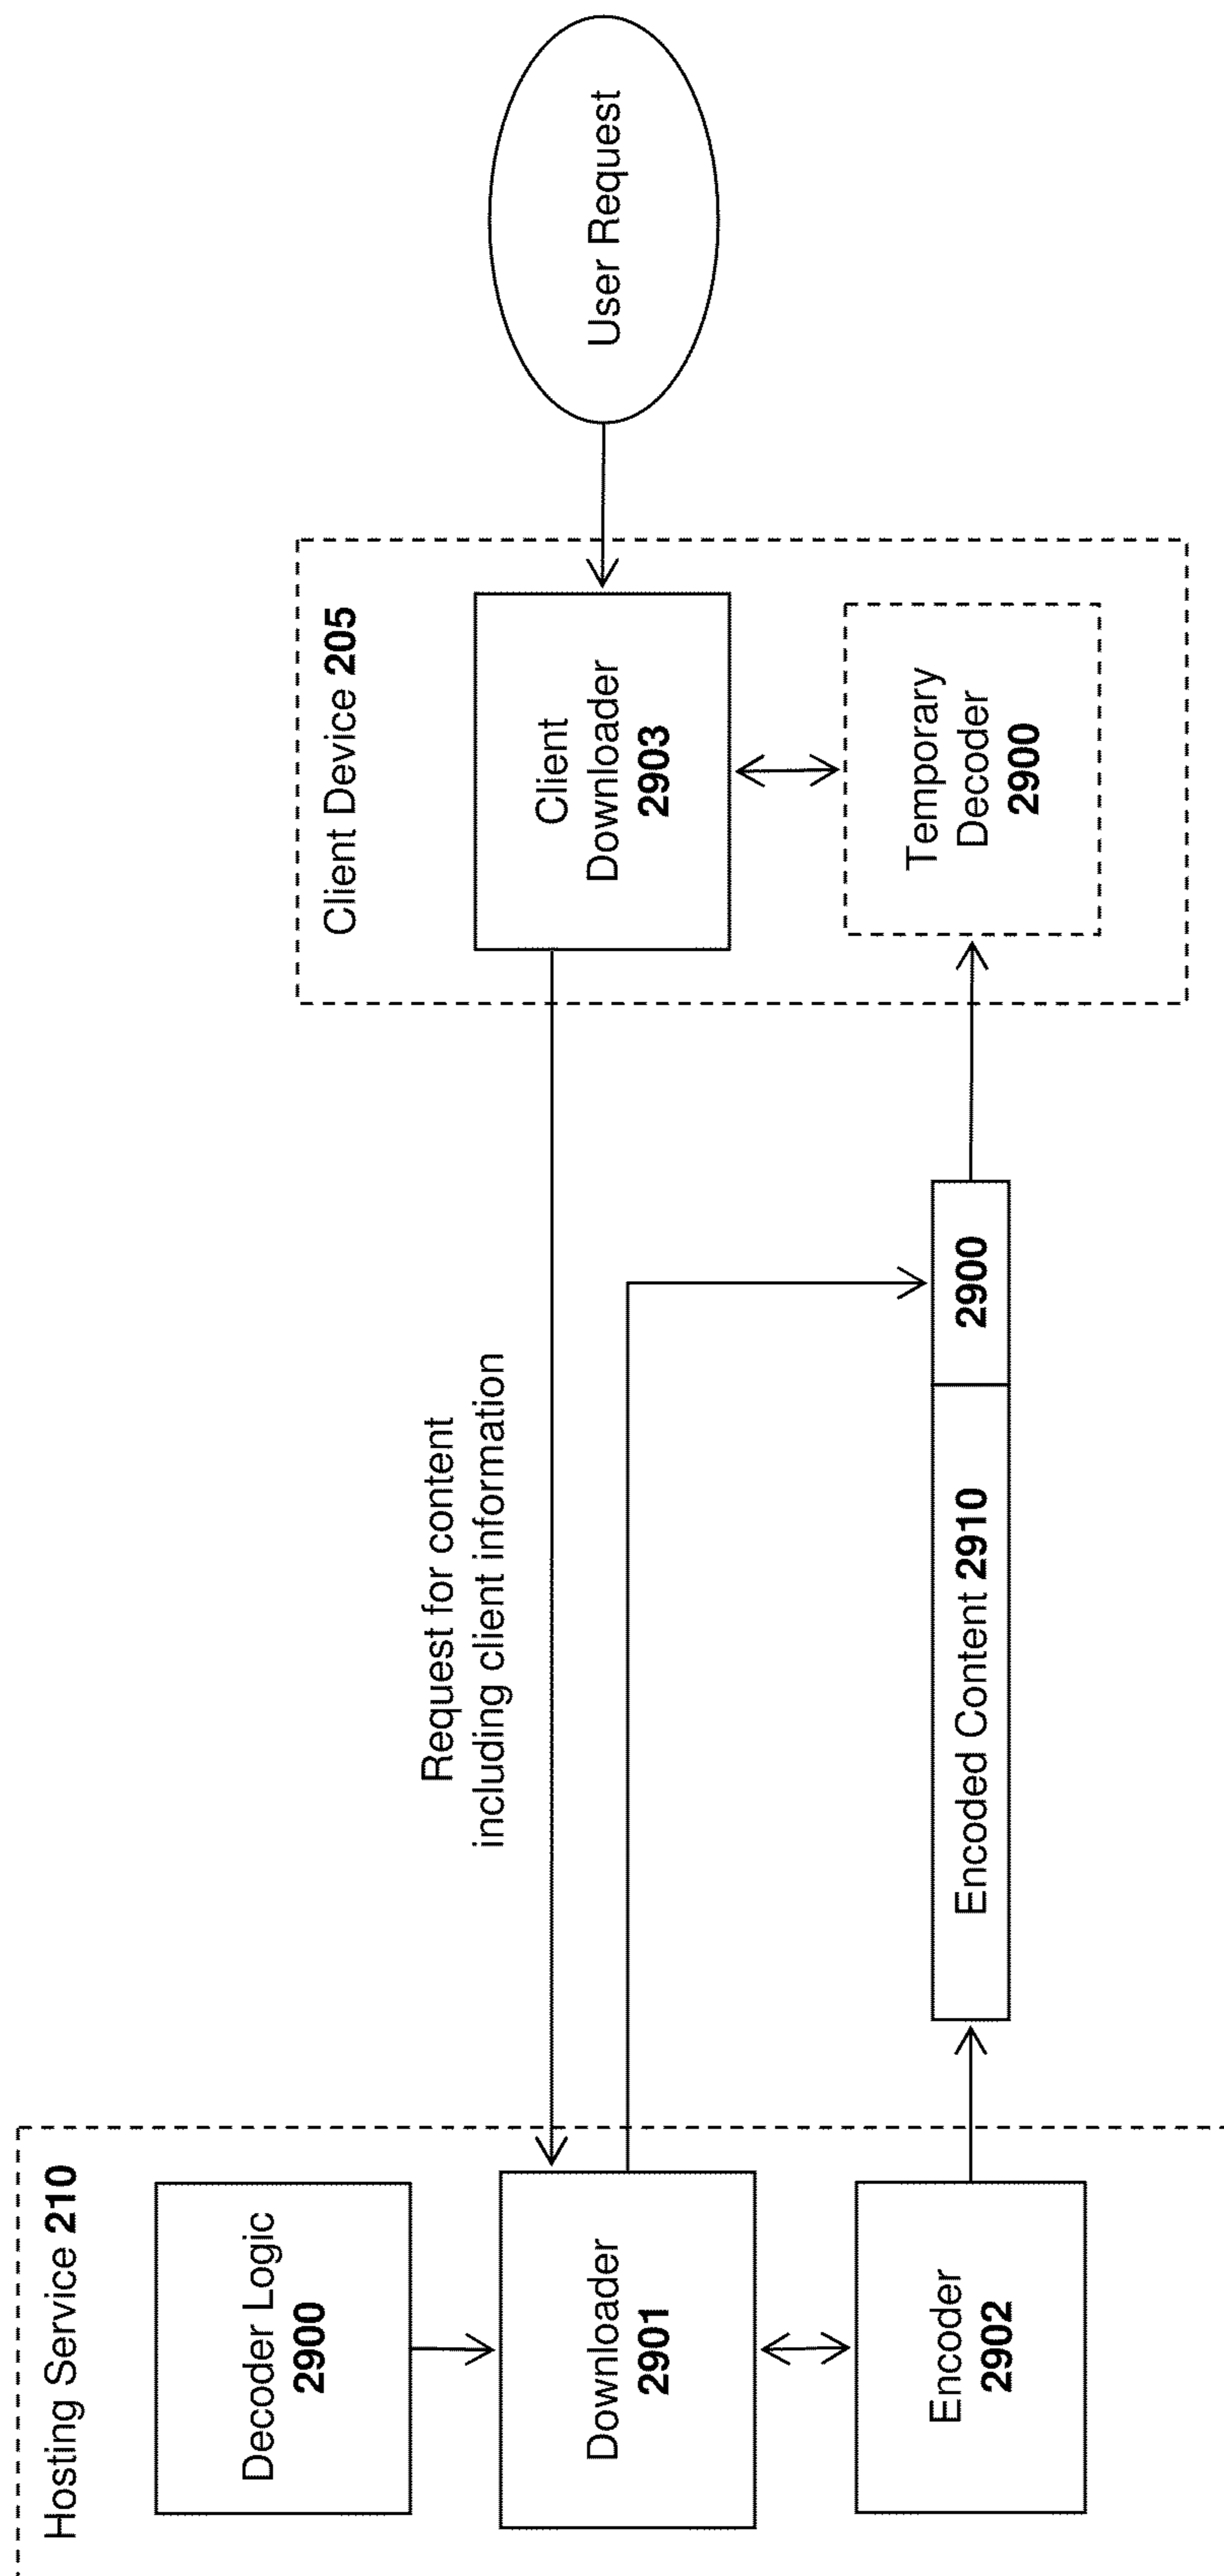 Hosting Service 210
Decoder Logic
2900
Downloader
2901
Encoder
2902
Request for content
including client information
Encoded Content 2910
2900
Client Device 205
Client
Downloader
2903
Temporary
Decoder
2900
User Request